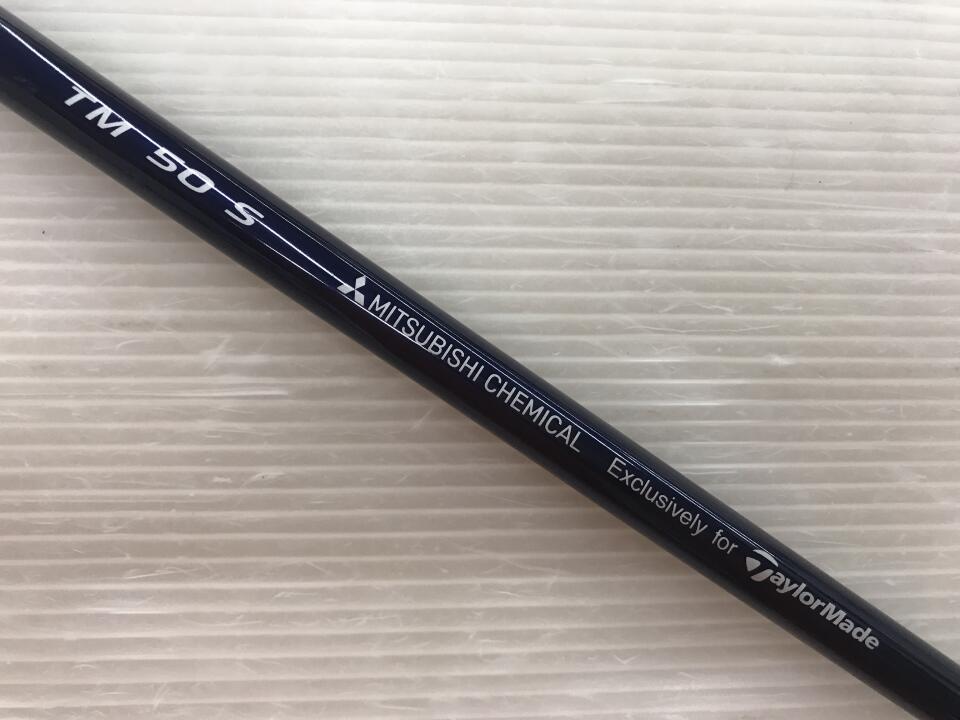 TM 50 S MITSUBISHI CHEMICAL Exclusively for TaylorMade